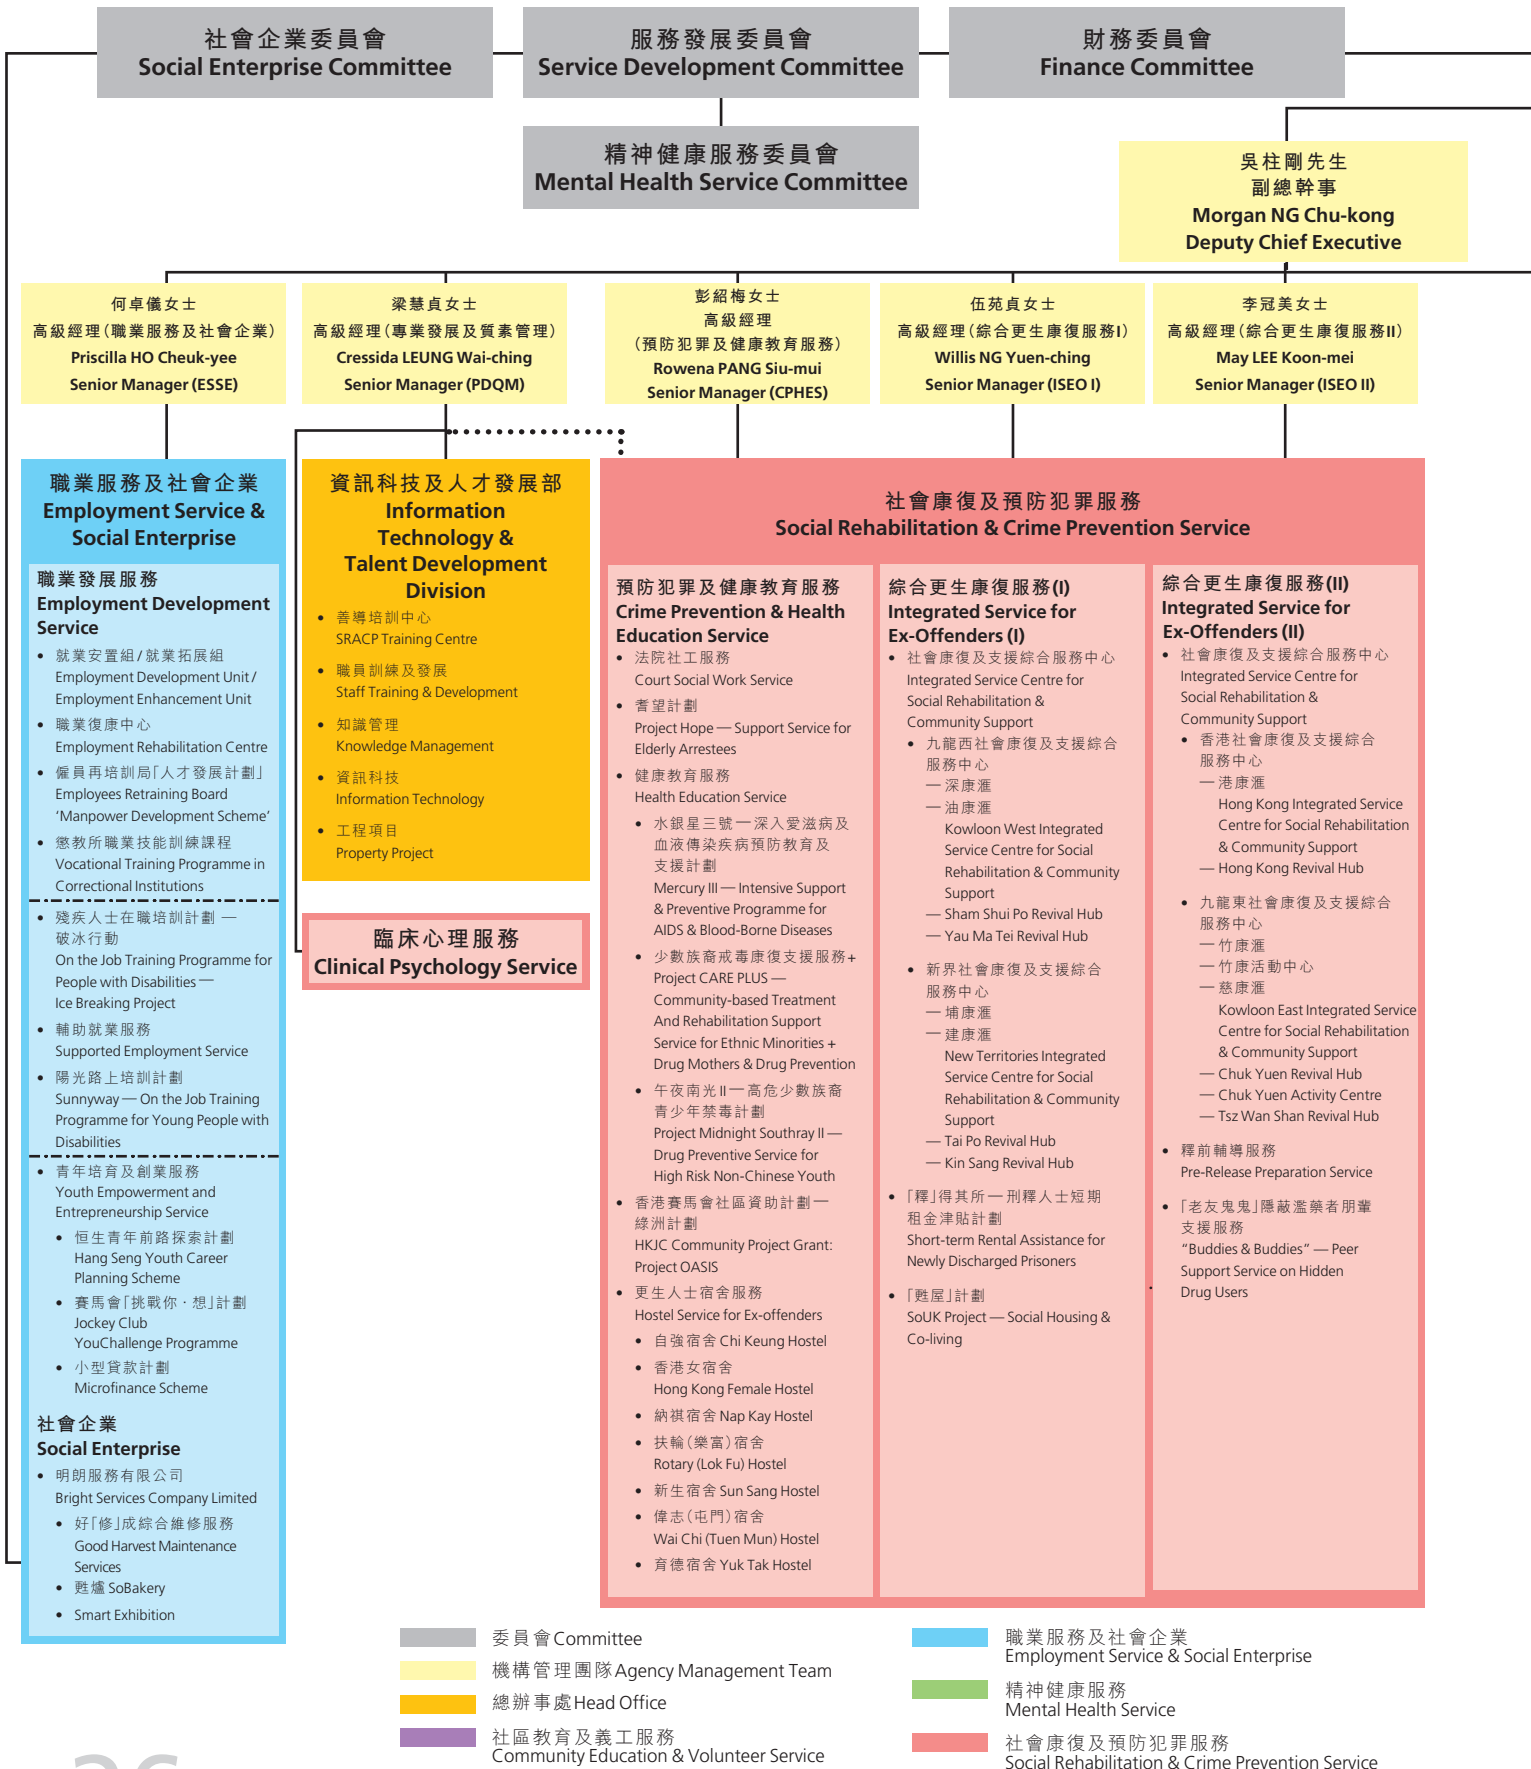 社會企業委員會
Social Enterprise Committee
服務發展委員會
Service Development Committee
財務委員會
Finance Committee
精神健康服務委員會
Mental Health Service Committee
吳柱剛先生
副總幹事
Morgan NG Chu-kong
Deputy Chief Executive
何卓儀女士
高級經理(職業服務及社會企業)
Priscilla HO Cheuk-yee
Senior Manager (ESSE)
梁慧貞女士
高級經理(專業發展及質素管理)
Cressida LEUNG Wai-ching
Senior Manager (PDQM)
彭紹梅女士
高級經理
(預防犯罪及健康教育服務)
Rowena PANG Siu-mui
Senior Manager (CPHES)
伍苑貞女士
高級經理(綜合更生康復服務I)
Willis NG Yuen-ching
Senior Manager (ISEO I)
李冠美女士
高級經理(綜合更生康復服務II)
May LEE Koon-mei
Senior Manager (ISEO II)
職業服務及社會企業
Employment Service &
Social Enterprise
職業發展服務
Employment Development
Service
• 就業安置組/就業拓展組
Employment Development Unit /
Employment Enhancement Unit
• 職業復康中心
Employment Rehabilitation Centre
• 僱員再培訓局「人才發展計劃」
Employees Retraining Board
‘Manpower Development Scheme’
• 懲教所職業技能訓練課程
Vocational Training Programme in
Correctional Institutions
• 殘疾人士在職培訓計劃 —
破冰行動
On the Job Training Programme for
People with Disabilities —
Ice Breaking Project
• 輔助就業服務
Supported Employment Service
• 陽光路上培訓計劃
Sunnyway — On the Job Training
Programme for Young People with
Disabilities
• 青年培育及創業服務
Youth Empowerment and
Entrepreneurship Service
• 恒生青年前路探索計劃
Hang Seng Youth Career
Planning Scheme
• 賽馬會「挑戰你·想」計劃
Jockey Club
YouChallenge Programme
• 小型貸款計劃
Microfinance Scheme
社會企業
Social Enterprise
• 明朗服務有限公司
Bright Services Company Limited
• 好「修」成綜合維修服務
Good Harvest Maintenance
Services
• 甦爐 SoBakery
• Smart Exhibition
資訊科技及人才發展部
Information
Technology &
Talent Development
Division
• 善導培訓中心
SRACP Training Centre
• 職員訓練及發展
Staff Training & Development
• 知識管理
Knowledge Management
• 資訊科技
Information Technology
• 工程項目
Property Project
臨床心理服務
Clinical Psychology Service
社會康復及預防犯罪服務
Social Rehabilitation & Crime Prevention Service
預防犯罪及健康教育服務
Crime Prevention & Health
Education Service
• 法院社工服務
Court Social Work Service
• 耆望計劃
Project Hope — Support Service for
Elderly Arrestees
• 健康教育服務
Health Education Service
• 水銀星三號 — 深入愛滋病及
血液傳染疾病預防教育及
支援計劃
Mercury III — Intensive Support
& Preventive Programme for
AIDS & Blood-Borne Diseases
• 少數族裔戒毒康復支援服務+
Project CARE PLUS —
Community-based Treatment
And Rehabilitation Support
Service for Ethnic Minorities +
Drug Mothers & Drug Prevention
• 午夜南光II — 高危少數族裔
青少年禁毒計劃
Project Midnight Southray II —
Drug Preventive Service for
High Risk Non-Chinese Youth
• 香港賽馬會社區資助計劃 —
綠洲計劃
HKJC Community Project Grant:
Project OASIS
• 更生人士宿舍服務
Hostel Service for Ex-offenders
• 自強宿舍 Chi Keung Hostel
• 香港女宿舍
Hong Kong Female Hostel
• 納祺宿舍 Nap Kay Hostel
• 扶輪(樂富)宿舍
Rotary (Lok Fu) Hostel
• 新生宿舍 Sun Sang Hostel
• 偉志(屯門)宿舍
Wai Chi (Tuen Mun) Hostel
• 育德宿舍 Yuk Tak Hostel
綜合更生康復服務(I)
Integrated Service for
Ex-Offenders (I)
• 社會康復及支援綜合服務中心
Integrated Service Centre for
Social Rehabilitation &
Community Support
• 九龍西社會康復及支援綜合
服務中心
— 深康滙
— 油康滙
Kowloon West Integrated
Service Centre for Social
Rehabilitation & Community
Support
— Sham Shui Po Revival Hub
— Yau Ma Tei Revival Hub
• 新界社會康復及支援綜合
服務中心
— 埔康滙
— 建康滙
New Territories Integrated
Service Centre for Social
Rehabilitation & Community
Support
— Tai Po Revival Hub
— Kin Sang Revival Hub
• 「釋」得其所 — 刑釋人士短期
租金津貼計劃
Short-term Rental Assistance for
Newly Discharged Prisoners
• 「甦屋」計劃
SoUK Project — Social Housing &
Co-living
綜合更生康復服務(II)
Integrated Service for
Ex-Offenders (II)
• 社會康復及支援綜合服務中心
Integrated Service Centre for
Social Rehabilitation &
Community Support
• 香港社會康復及支援綜合
服務中心
— 港康滙
Hong Kong Integrated Service
Centre for Social Rehabilitation
& Community Support
— Hong Kong Revival Hub
• 九龍東社會康復及支援綜合
服務中心
— 竹康滙
— 竹康活動中心
— 慈康滙
Kowloon East Integrated Service
Centre for Social Rehabilitation
& Community Support
— Chuk Yuen Revival Hub
— Chuk Yuen Activity Centre
— Tsz Wan Shan Revival Hub
• 釋前輔導服務
Pre-Release Preparation Service
• 「老友鬼鬼」隱蔽濫藥者朋輩
支援服務
“Buddies & Buddies” — Peer
Support Service on Hidden
Drug Users
委員會Committee
機構管理團隊Agency Management Team
總辦事處Head Office
社區教育及義工服務
Community Education & Volunteer Service
職業服務及社會企業
Employment Service & Social Enterprise
精神健康服務
Mental Health Service
社會康復及預防犯罪服務
Social Rehabilitation & Crime Prevention Service